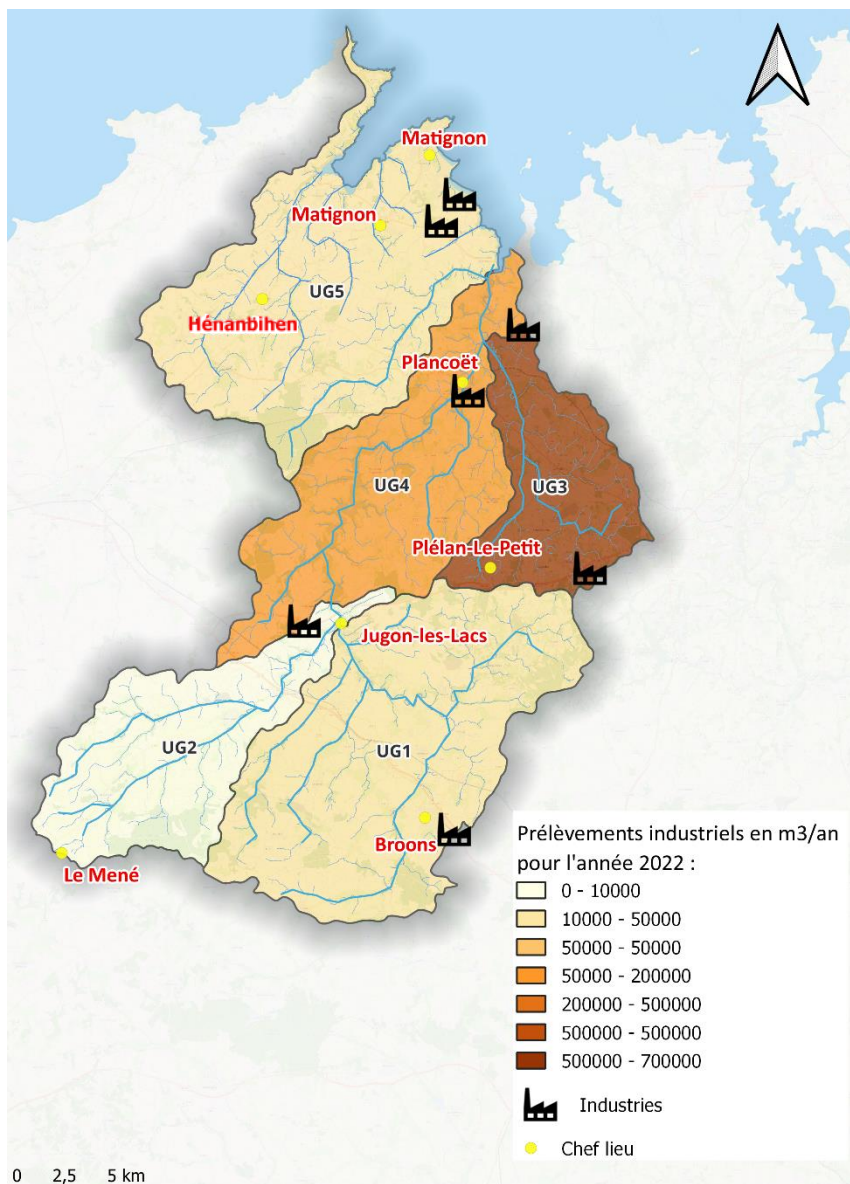 Matignon
Matignon
UG5
Hénanbihen
Plancoët
UG4
UG3
Plélan-Le-Petit
Jugon-les-Lacs
UG2
UG1
Broons
Le Mené
Prélèvements industriels en m3/an
pour l'année 2022 :
0 - 10000
10000 - 50000
50000 - 50000
50000 - 200000
200000 - 500000
500000 - 500000
500000 - 700000
Industries
Chef lieu
0 2,5 5 km